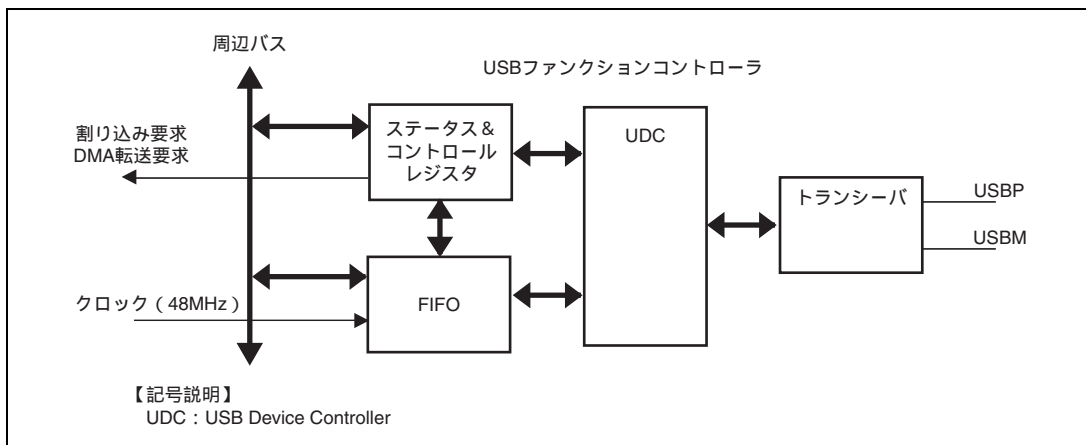 周辺バス
USBファンクションコントローラ
割り込み要求
DMA転送要求
ステータス＆
コントロール
レジスタ
UDC
トランシーバ
USBP
USBM
クロック（48MHz）
FIFO
【記号説明】
UDC：USB Device Controller